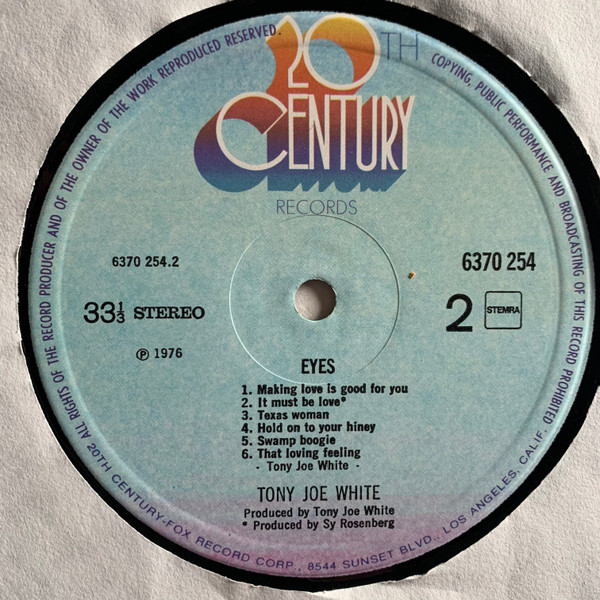 ALL RIGHTS OF THE RECORD PRODUCER AND OF THE OWNER OF THE WORK REPRODUCED RESERVED.
COPYING, PUBLIC PERFORMANCE AND BROADCASTING OF THIS RECORD PROHIBITED
20TH
CENTURY
RECORDS
6370 254.2
6370 254
33⅓ STEREO
2 STEMRA
℗ 1976
EYES
1. Making love is good for you
2. It must be love*
3. Texas woman
4. Hold on to your hiney
5. Swamp boogie
6. That loving feeling
- Tony Joe White -
TONY JOE WHITE
Produced by Tony Joe White
* Produced by Sy Rosenberg
20TH CENTURY-FOX RECORD CORP., 8544 SUNSET BLVD., LOS ANGELES, CALIF.